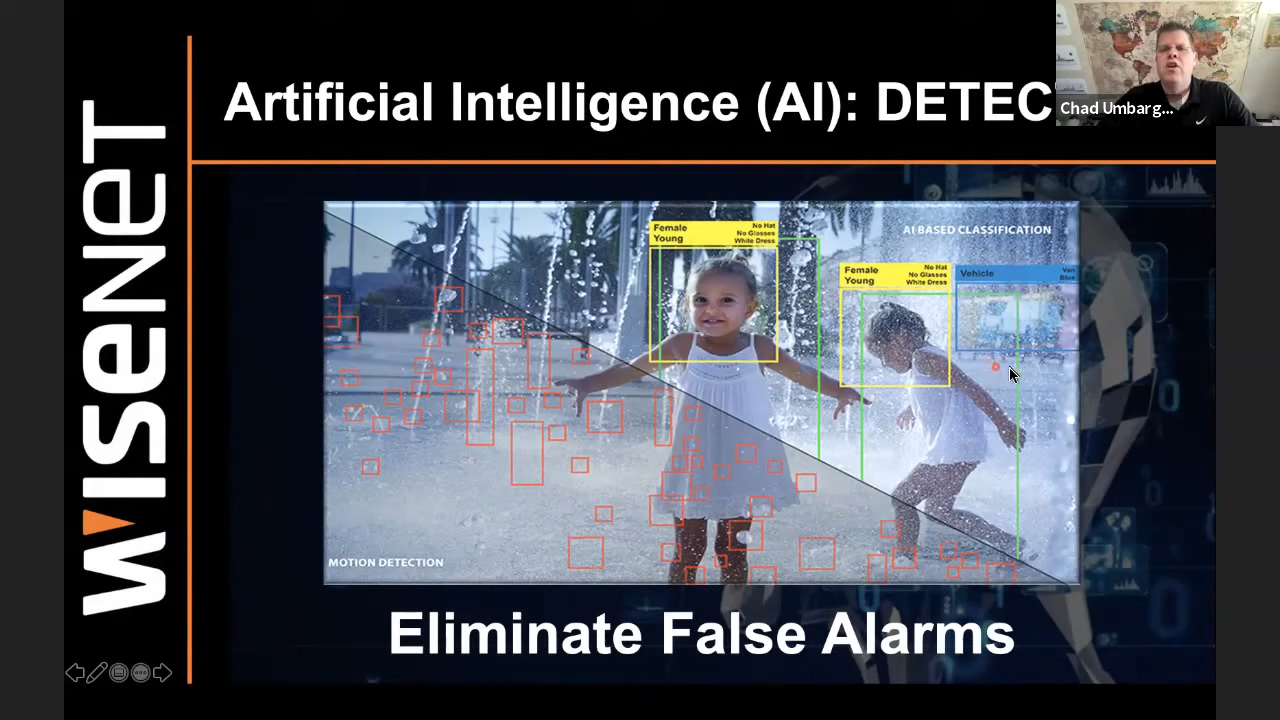 Artificial Intelligence (AI): DETEC
Chad Umbarg...
WISENET
Female
Young
No Hat
No Glasses
White Dress
AI BASED CLASSIFICATION
Female
Young
No Hat
No Glasses
White Dress
Vehicle
Van
Blue
MOTION DETECTION
Eliminate False Alarms